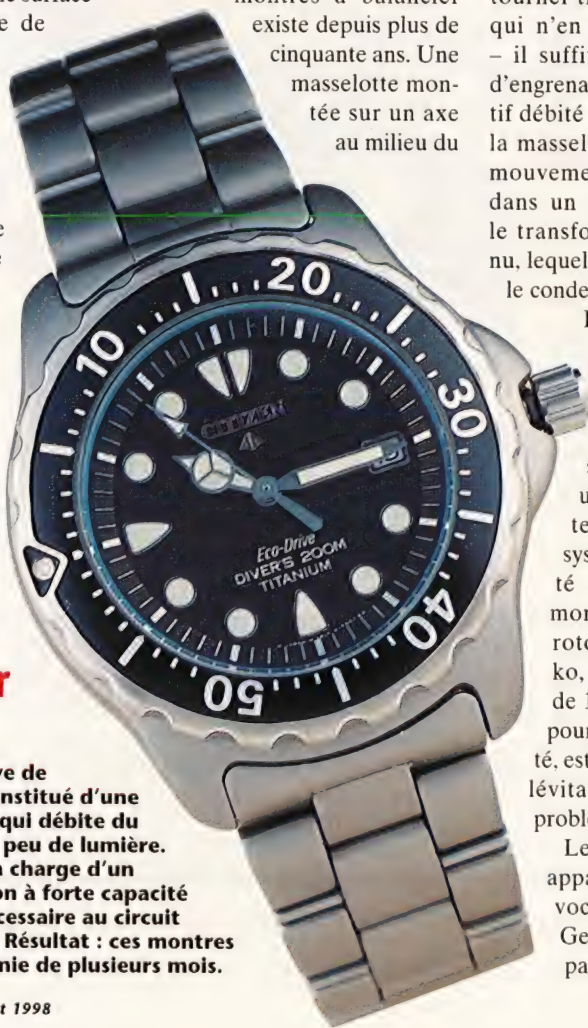 surface
e de
montres à balancier
existe depuis plus de
cinquante ans. Une
masselotte mon-
tée sur un axe
au milieu du
qui n'en
– il suffi
d'engrena
tif débité
la massel
mouveme
dans un
le transfo
nu, lequel
le conde
u
te
sys
té
mon
roto
ko,
de
pour
té, est
lévita
problè
Le
appa
voc
Ge
pa
10
20
30
40
50
CITIZEN
Eco-Drive
DIVER'S 200M
TITANIUM
r
ve de
nstitué d'une
qui débite du
peu de lumière.
charge d'un
on à forte capacité
cessaire au circuit
Résultat : ces montres
nie de plusieurs mois.
t 1998